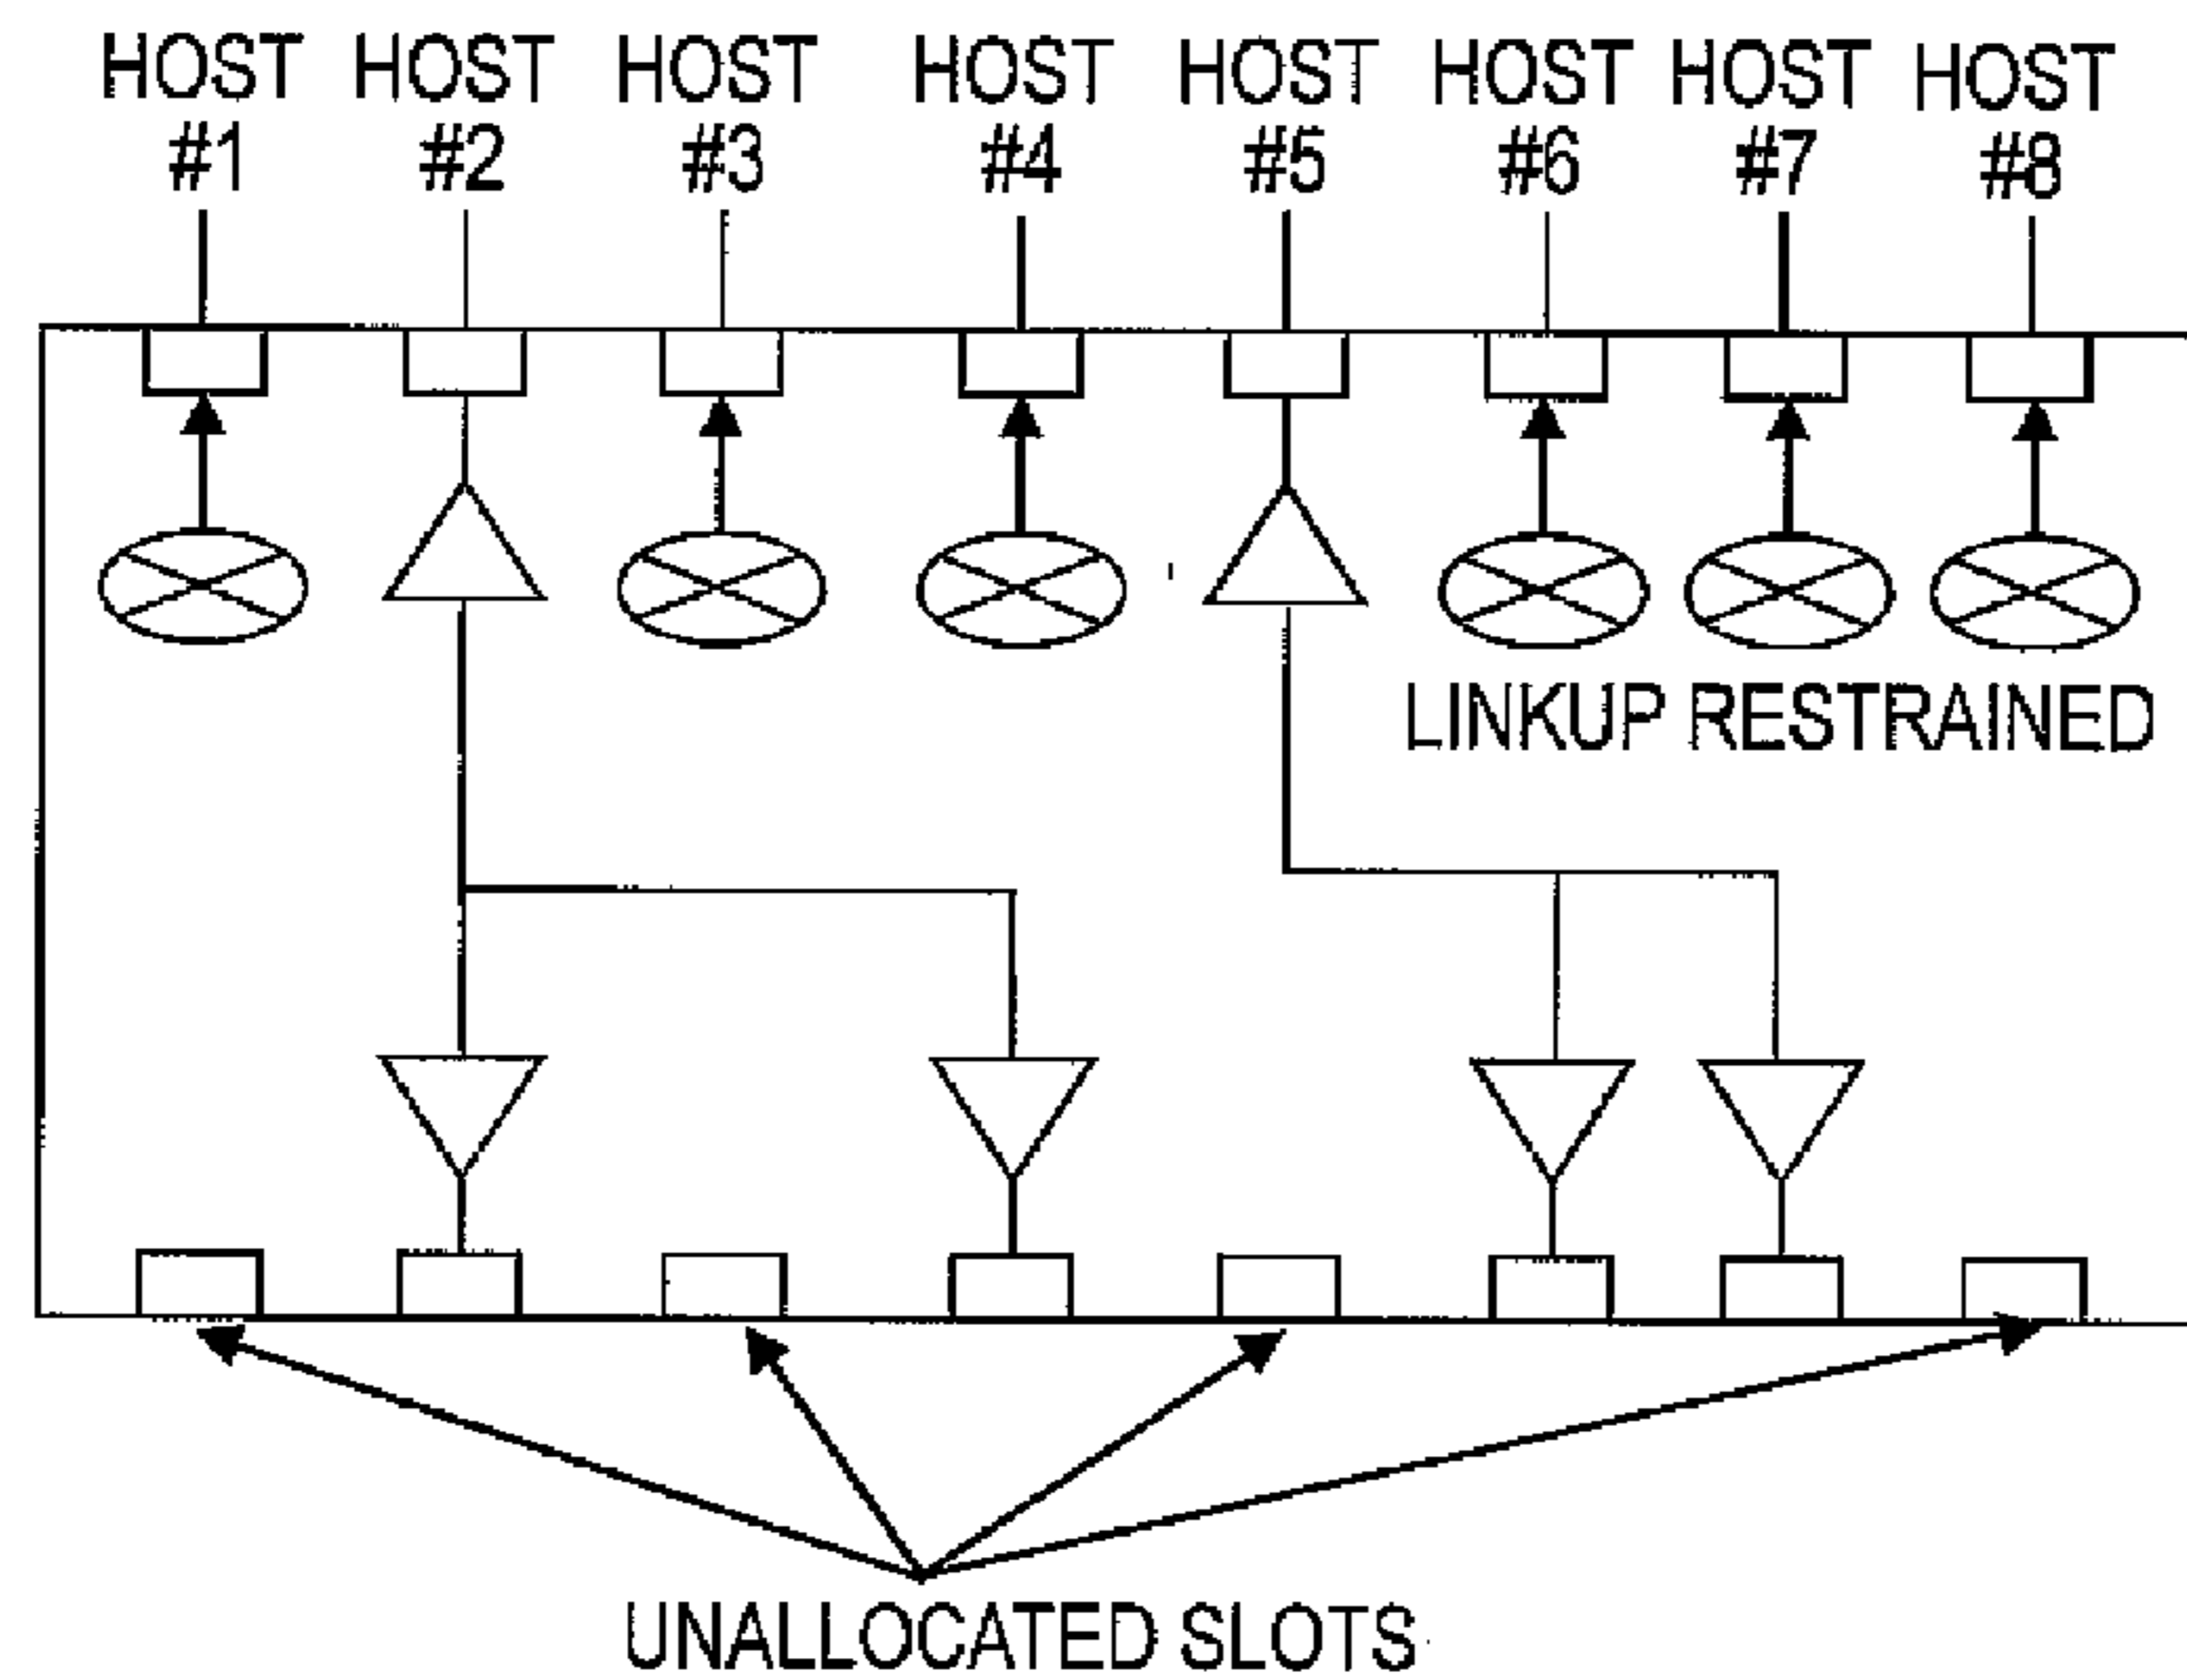 HOST HOST HOST HOST HOST HOST HOST HOST
#1 #2 #3 #4 #5 #6 #7 #8
LINKUP RESTRAINED
UNALLOCATED SLOTS